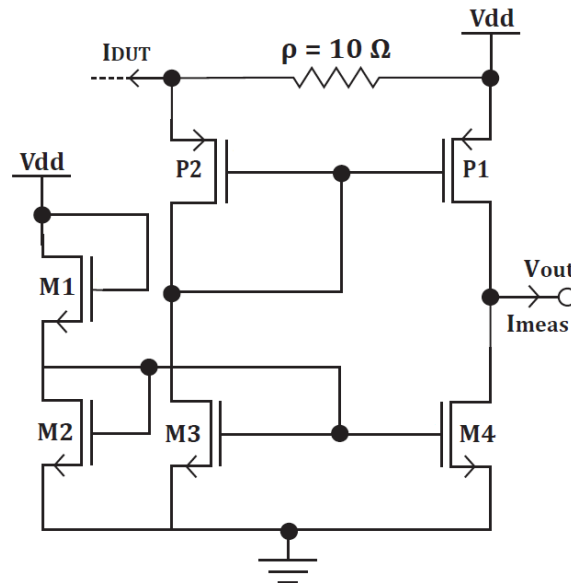 Vdd
IDUT
ρ = 10 Ω
P2
P1
Vdd
M1
Vout
Imeas
M2
M3
M4